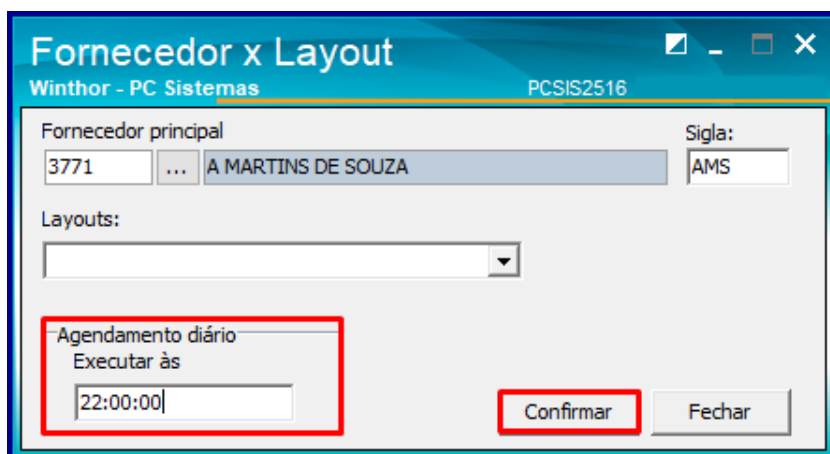 Fornecedor x Layout
Winthor - PC Sistemas PCSIS2516
Fornecedor principal Sigla:
3771 ... A MARTINS DE SOUZA AMS
Layouts:
Agendamento diário
Executar às
22:00:00
Confirmar Fechar